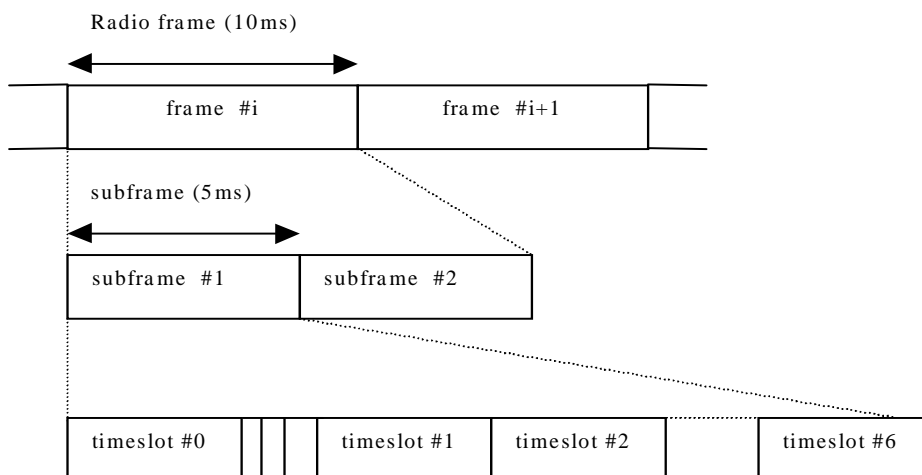 Radio frame (10ms)
frame #i
frame #i+1
subframe (5ms)
subframe #1
subframe #2
timeslot #0
timeslot #1
timeslot #2
timeslot #6